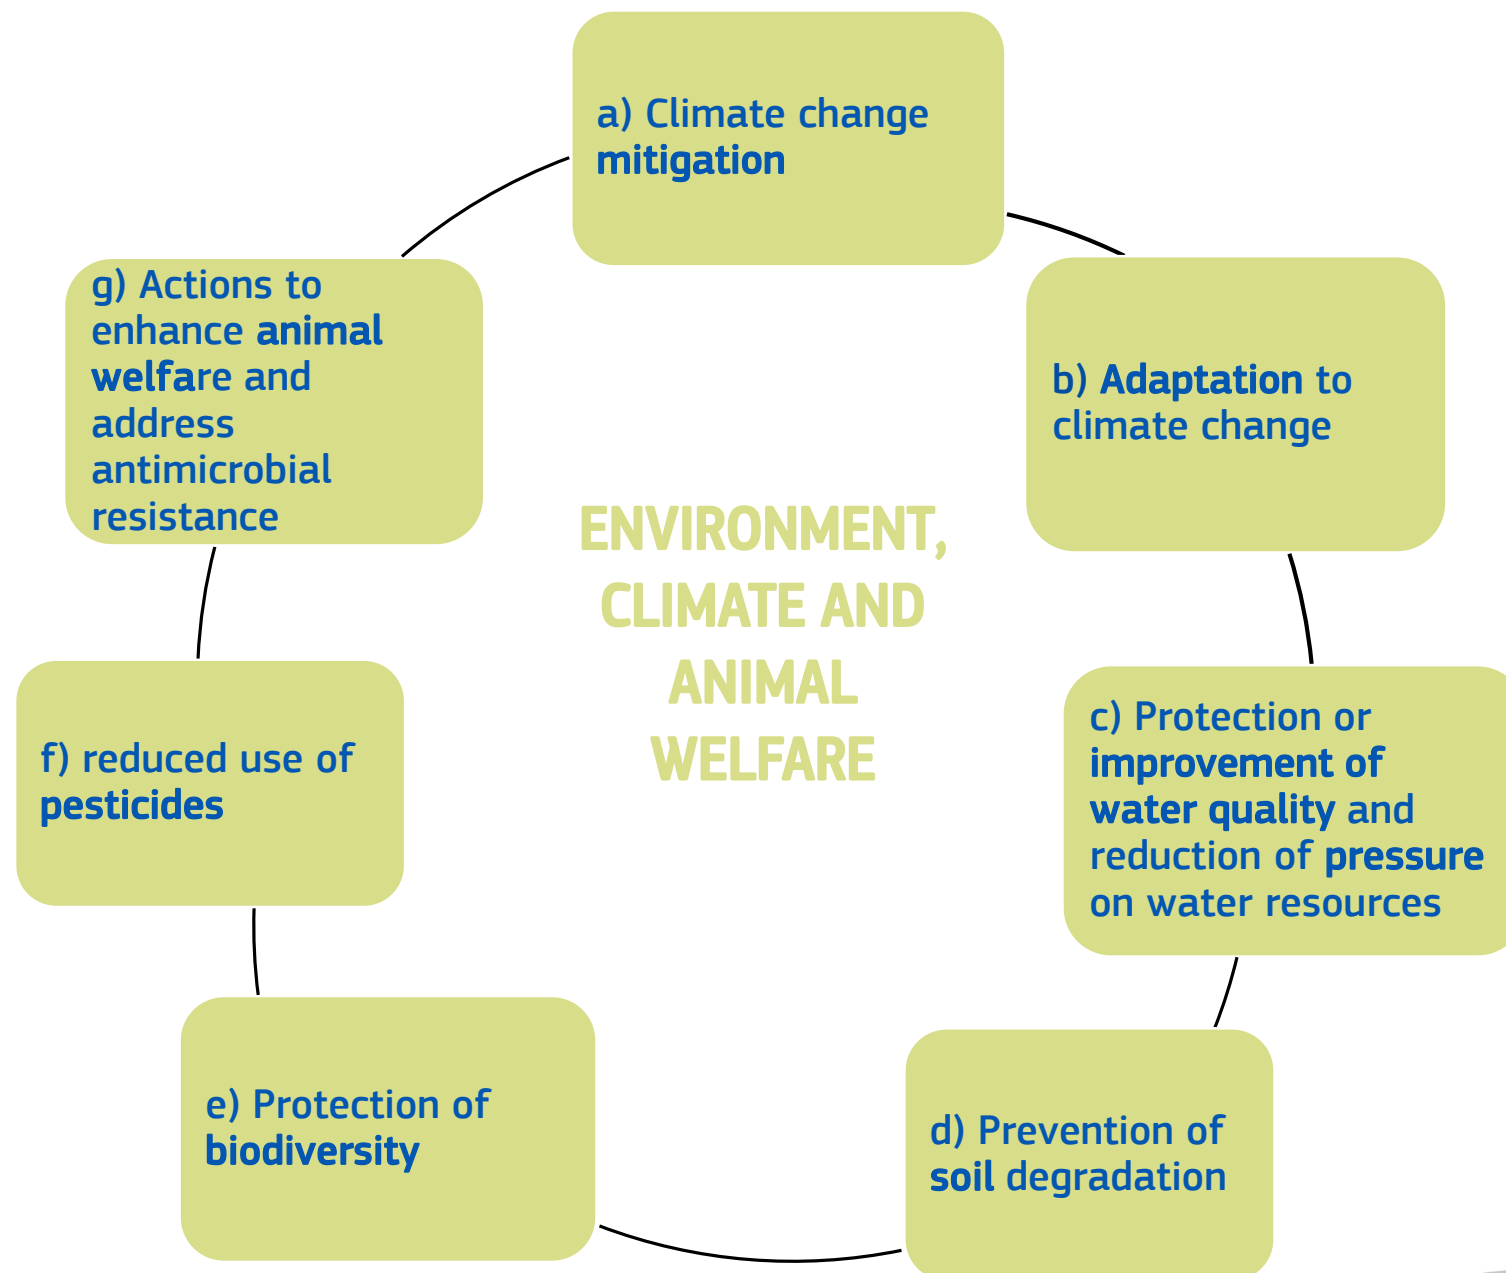 a) Climate change
mitigation
b) Adaptation to
climate change
c) Protection or
improvement of
water quality and
reduction of pressure
on water resources
d) Prevention of
soil degradation
e) Protection of
biodiversity
f) reduced use of
pesticides
g) Actions to
enhance animal
welfare and
address
antimicrobial
resistance
ENVIRONMENT,
CLIMATE AND
ANIMAL
WELFARE